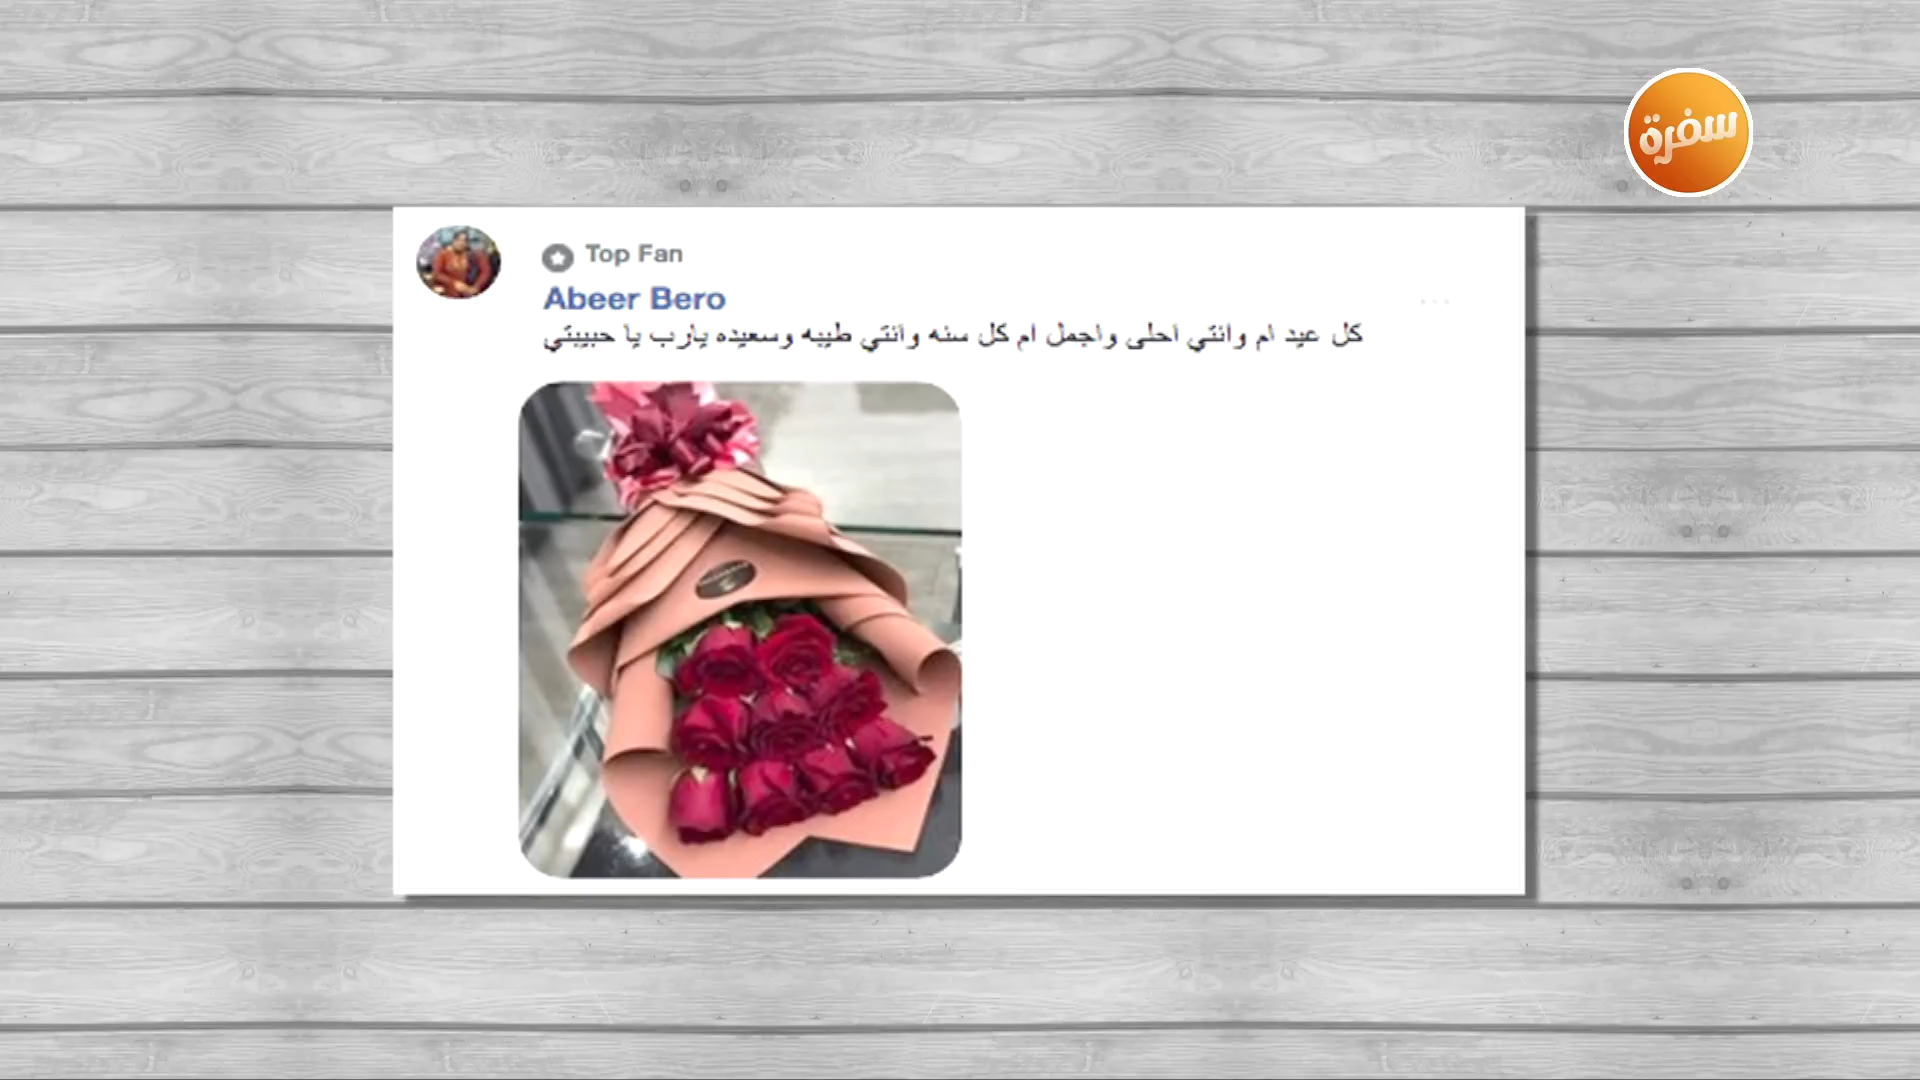 سفرة
Top Fan
Abeer Bero
كل عيد ام وانتي احلى واجمل ام كل سنه وانتي طيبه وسعيده يارب يا حبيبتي